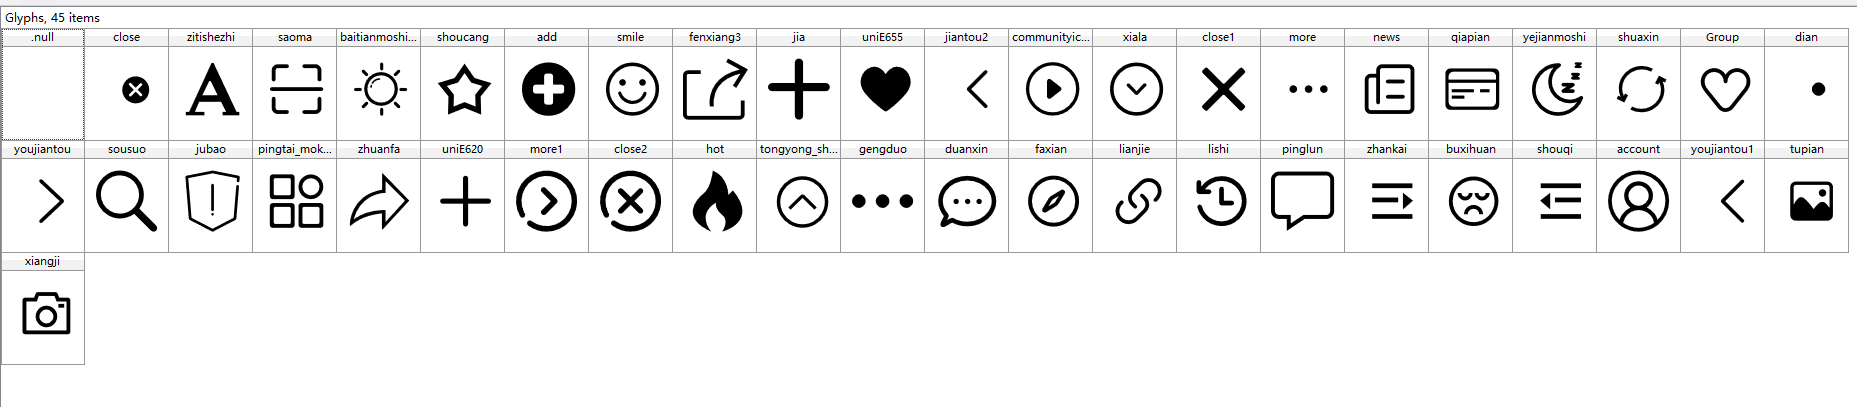 Glyphs, 45 items
.null close zitishezhi saoma baitianmoshi... shoucang add smile fenxiang3 jia uniE655 jiantou2 communityic... xiala close1 more news qiapian yejianmoshi shuaxin Group dian
youjiantou sousuo jubao pingtai_mok... zhuanfa uniE620 more1 close2 hot tongyong_sh... gengduo duanxin faxian lianjie lishi pinglun zhankai buxihuan shouqi account youjiantou1 tupian
xiangji